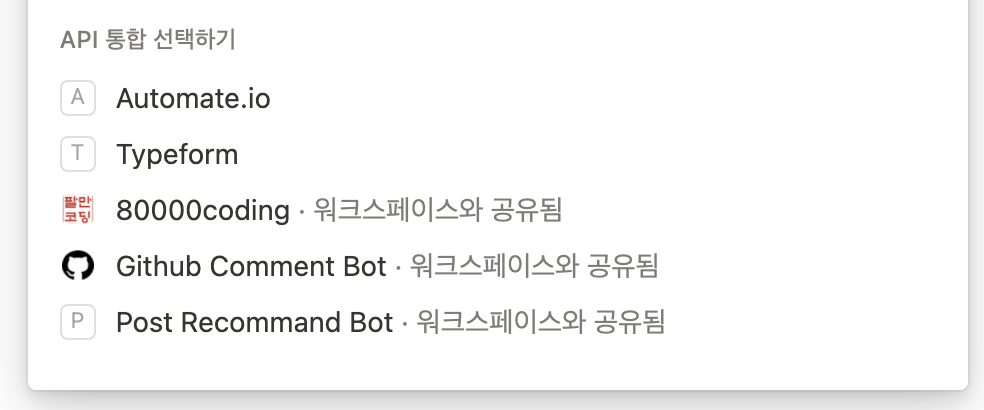 API 통합 선택하기
A Automate.io
T Typeform
팔만
코딩
80000coding · 워크스페이스와 공유됨
Github Comment Bot · 워크스페이스와 공유됨
P Post Recommand Bot · 워크스페이스와 공유됨